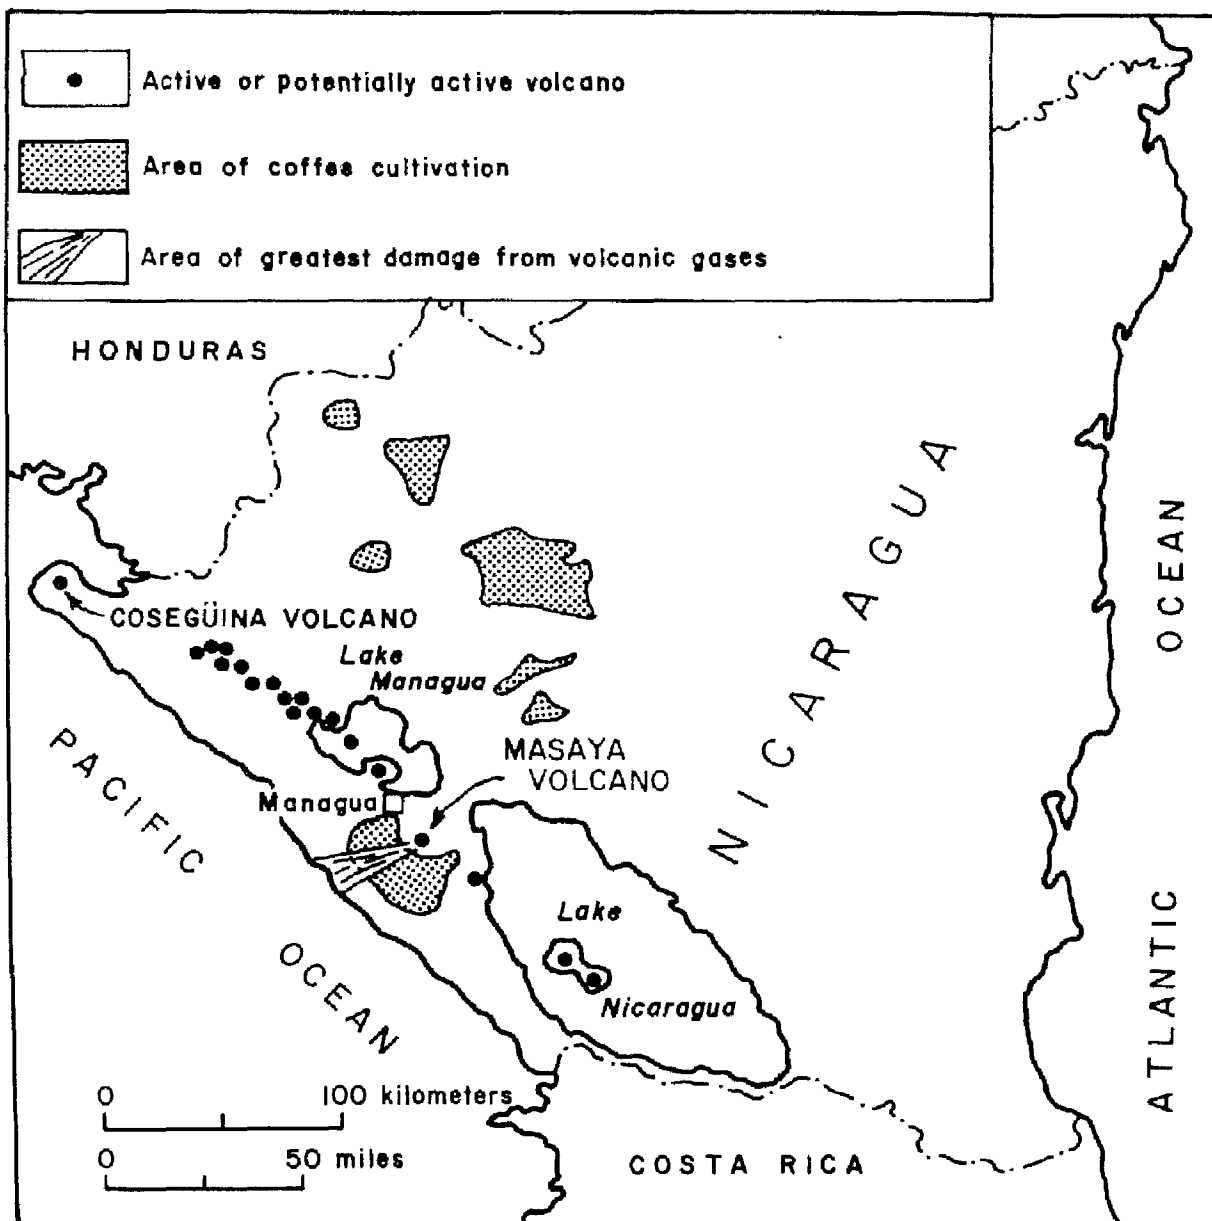 Active or potentially active volcano
Area of coffee cultivation
Area of greatest damage from volcanic gases
HONDURAS
NICARAGUA
COSEGÜINA VOLCANO
Lake
Managua
MASAYA
VOLCANO
Managua
PACIFIC
OCEAN
Lake
Nicaragua
ATLANTIC
OCEAN
0 100 kilometers
0 50 miles
COSTA RICA